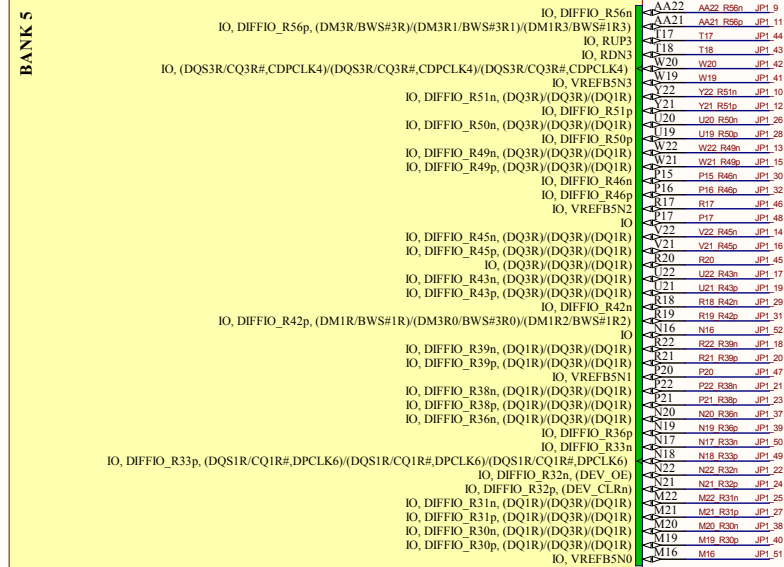 BANK 5
IO, DIFFIO_R56n AA22 AA22_R56n JP1_9
IO, DIFFIO_R56p, (DM3R/BWS#3R)/(DM3R1/BWS#3R1)/(DM1R3/BWS#1R3) AA21 AA21_R56p JP1_11
IO, RUP3 T17 T17 JP1_44
IO, RDN3 T18 T18 JP1_43
IO, (DQS3R/CQ3R#,CDPCLK4)/(DQS3R/CQ3R#,CDPCLK4)/(DQS3R/CQ3R#,CDPCLK4) W20 W20 JP1_42
IO, VREFB5N3 W19 W19 JP1_41
IO, DIFFIO_R51n, (DQ3R)/(DQ3R)/(DQ1R) Y22 Y22_R51n JP1_10
IO, DIFFIO_R51p Y21 Y21_R51p JP1_12
IO, DIFFIO_R50n, (DQ3R)/(DQ3R)/(DQ1R) U20 U20_R50n JP1_26
IO, DIFFIO_R50p U19 U19_R50p JP1_28
IO, DIFFIO_R49n, (DQ3R)/(DQ3R)/(DQ1R) W22 W22_R49n JP1_13
IO, DIFFIO_R49p, (DQ3R)/(DQ3R)/(DQ1R) W21 W21_R49p JP1_15
IO, DIFFIO_R46n P15 P15_R46n JP1_30
IO, DIFFIO_R46p P16 P16_R46p JP1_32
IO, VREFB5N2 R17 R17 JP1_46
IO P17 P17 JP1_48
IO, DIFFIO_R45n, (DQ3R)/(DQ3R)/(DQ1R) V22 V22_R45n JP1_14
IO, DIFFIO_R45p, (DQ3R)/(DQ3R)/(DQ1R) V21 V21_R45p JP1_16
IO, (DQ3R)/(DQ3R)/(DQ1R) R20 R20 JP1_45
IO, DIFFIO_R43n, (DQ3R)/(DQ3R)/(DQ1R) U22 U22_R43n JP1_17
IO, DIFFIO_R43p, (DQ3R)/(DQ3R)/(DQ1R) U21 U21_R43p JP1_19
IO, DIFFIO_R42n R18 R18_R42n JP1_29
IO, DIFFIO_R42p, (DM1R/BWS#1R)/(DM3R0/BWS#3R0)/(DM1R2/BWS#1R2) R19 R19_R42p JP1_31
IO N16 N16 JP1_52
IO, DIFFIO_R39n, (DQ1R)/(DQ3R)/(DQ1R) R22 R22_R39n JP1_18
IO, DIFFIO_R39p, (DQ1R)/(DQ3R)/(DQ1R) R21 R21_R39p JP1_20
IO, VREFB5N1 P20 P20 JP1_47
IO, DIFFIO_R38n, (DQ1R)/(DQ3R)/(DQ1R) P22 P22_R38n JP1_21
IO, DIFFIO_R38p, (DQ1R)/(DQ3R)/(DQ1R) P21 P21_R38p JP1_23
IO, DIFFIO_R36n, (DQ1R)/(DQ3R)/(DQ1R) N20 N20_R36n JP1_37
IO, DIFFIO_R36p N19 N19_R36p JP1_39
IO, DIFFIO_R33n N17 N17_R33n JP1_50
IO, DIFFIO_R33p, (DQS1R/CQ1R#,DPCLK6)/(DQS1R/CQ1R#,DPCLK6)/(DQS1R/CQ1R#,DPCLK6) N18 N18_R33p JP1_49
IO, DIFFIO_R32n, (DEV_OE) N22 N22_R32n JP1_22
IO, DIFFIO_R32p, (DEV_CLRn) N21 N21_R32p JP1_24
IO, DIFFIO_R31n, (DQ1R)/(DQ3R)/(DQ1R) M22 M22_R31n JP1_25
IO, DIFFIO_R31p, (DQ1R)/(DQ3R)/(DQ1R) M21 M21_R31p JP1_27
IO, DIFFIO_R30n, (DQ1R)/(DQ3R)/(DQ1R) M20 M20_R30n JP1_38
IO, DIFFIO_R30p, (DQ1R)/(DQ3R)/(DQ1R) M19 M19_R30p JP1_40
IO, VREFB5N0 M16 M16 JP1_51